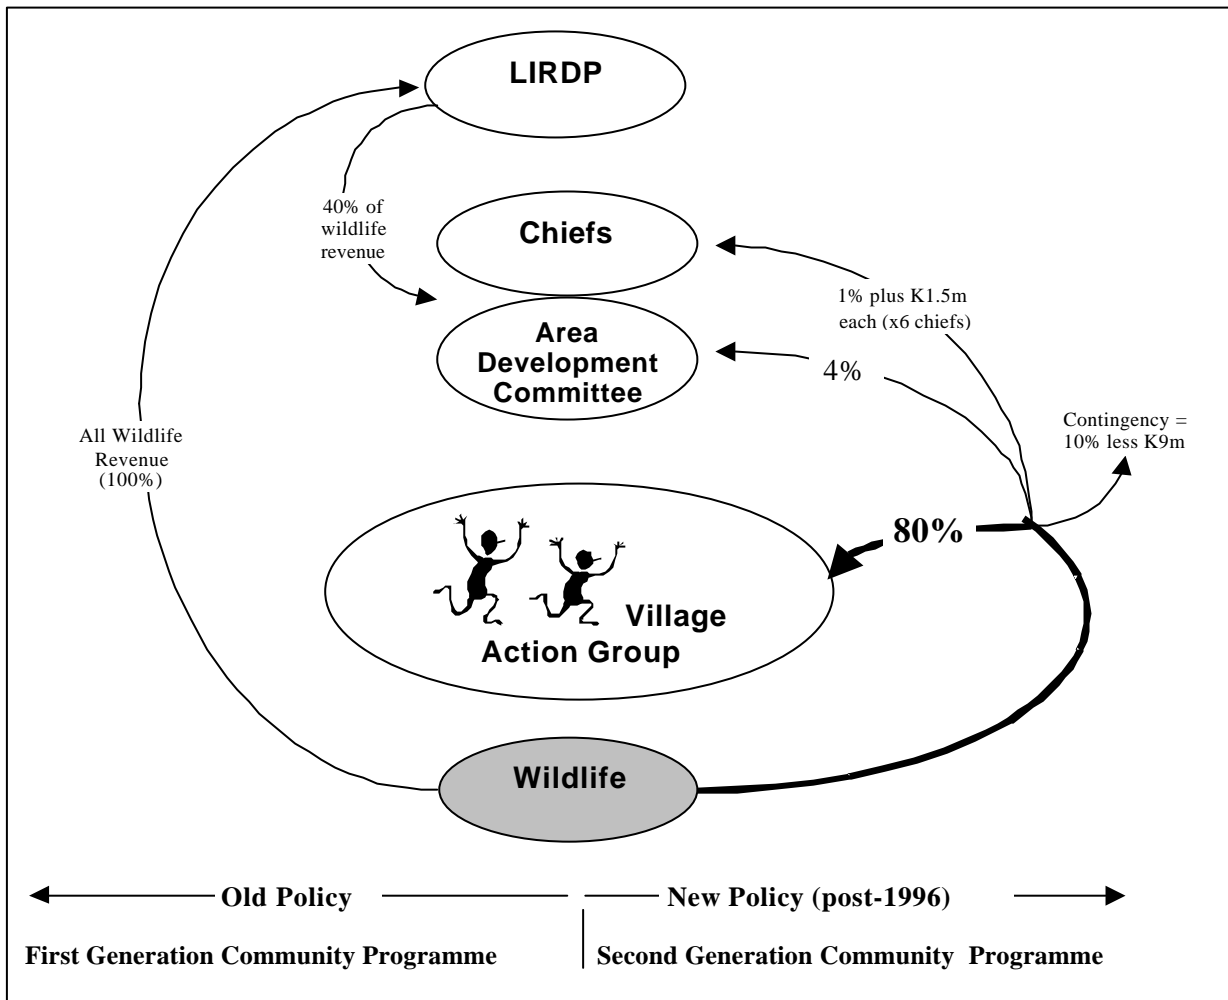 LIRDP
40% of
wildlife
revenue
Chiefs
1% plus K1.5m
each (x6 chiefs)
Area
Development
Committee
4%
All Wildlife
Revenue
(100%)
Contingency =
10% less K9m
80%
Village
Action Group
Wildlife
Old Policy
New Policy (post-1996)
First Generation Community Programme
Second Generation Community Programme